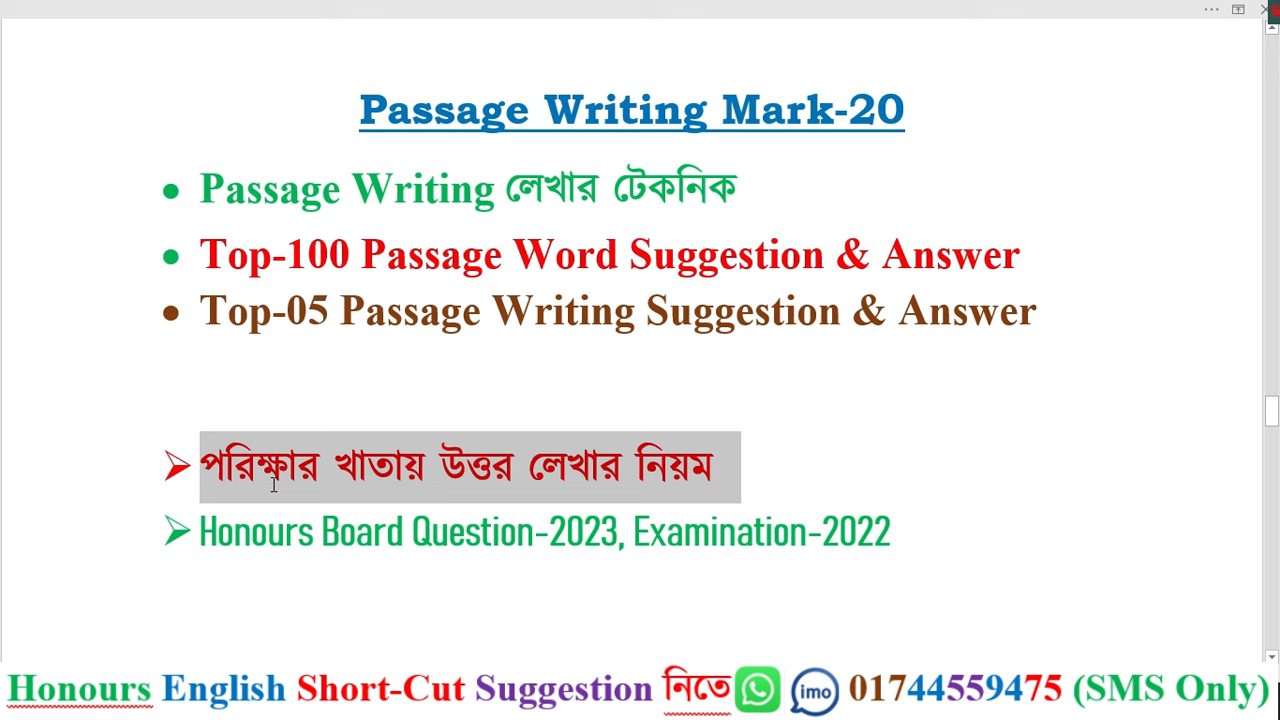 Passage Writing Mark-20
• Passage Writing লেখার টেকনিক
• Top-100 Passage Word Suggestion & Answer
• Top-05 Passage Writing Suggestion & Answer
➢ পরিক্ষার খাতায় উত্তর লেখার নিয়ম
➢ Honours Board Question-2023, Examination-2022
Honours English Short-Cut Suggestion নিতে imo 01744559475 (SMS Only)